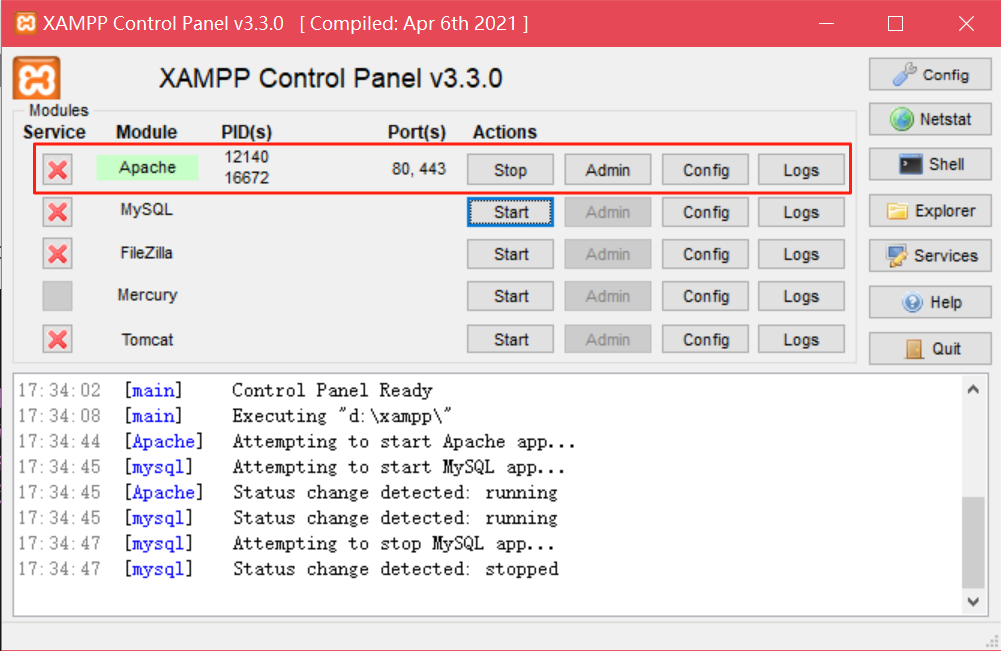 XAMPP Control Panel v3.3.0 [ Compiled: Apr 6th 2021 ]
XAMPP Control Panel v3.3.0
Config
Modules
Service Module PID(s) Port(s) Actions
Netstat
Apache 12140 16672 80, 443 Stop Admin Config Logs
Shell
MySQL Start Admin Config Logs
Explorer
FileZilla Start Admin Config Logs
Services
Mercury Start Admin Config Logs
Help
Tomcat Start Admin Config Logs
Quit
17:34:02 [main] Control Panel Ready
17:34:08 [main] Executing "d:\xampp\"
17:34:44 [Apache] Attempting to start Apache app...
17:34:45 [mysql] Attempting to start MySQL app...
17:34:45 [Apache] Status change detected: running
17:34:45 [mysql] Status change detected: running
17:34:47 [mysql] Attempting to stop MySQL app...
17:34:47 [mysql] Status change detected: stopped